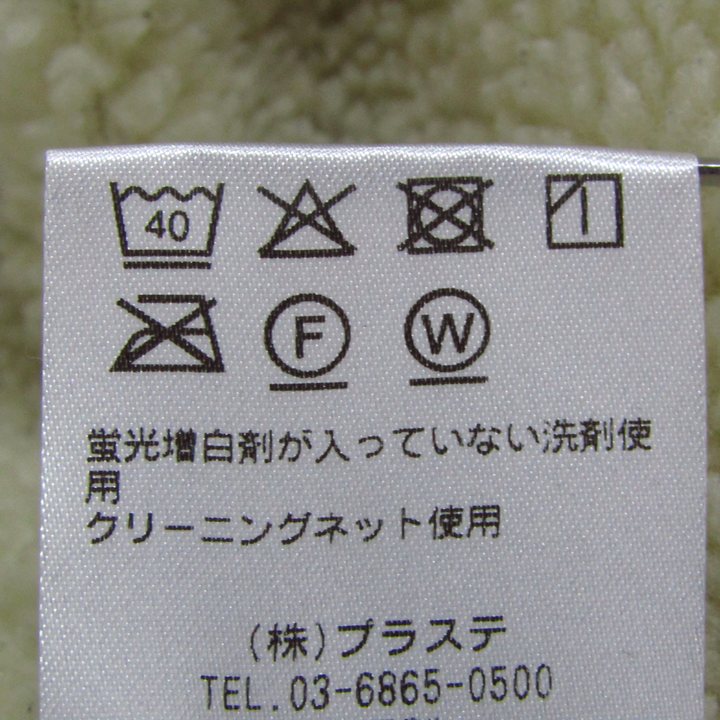 40
F W
蛍光増白剤が入っていない洗剤使
用
クリーニングネット使用
(株)プラステ
TEL.03-6865-0500